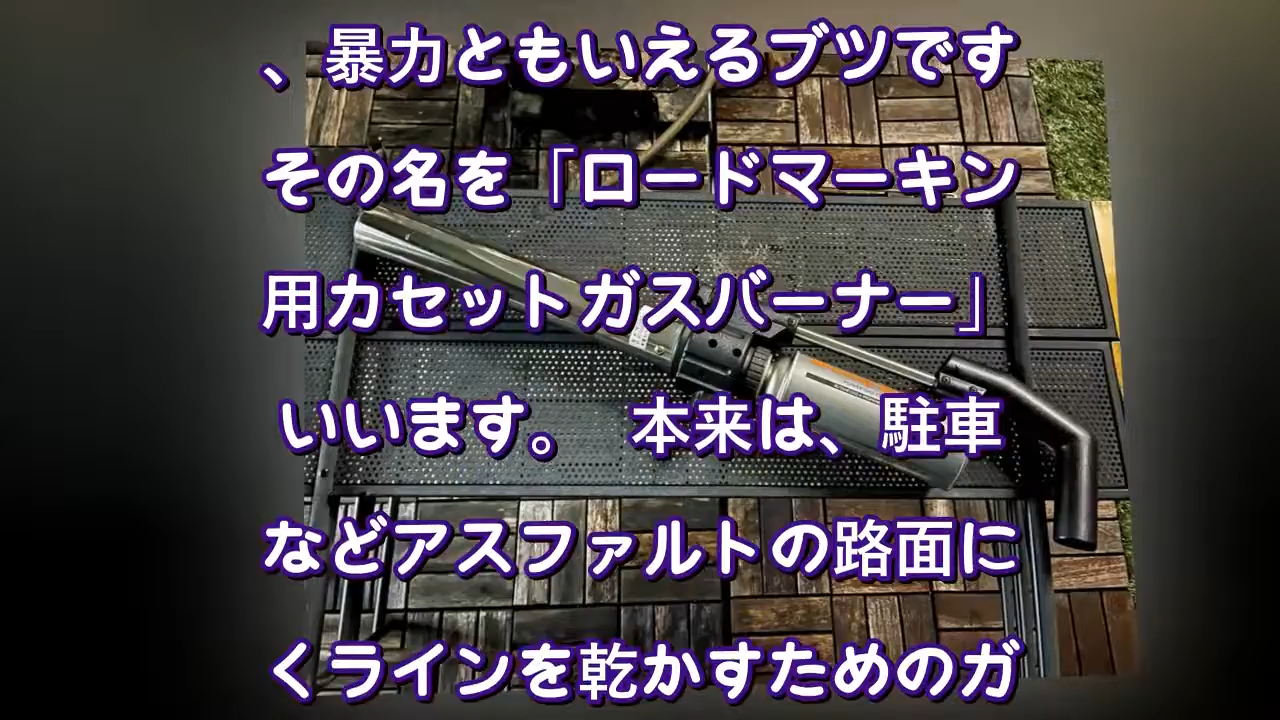 、暴力ともいえるブツです
その名を「ロードマーキン
用カセットガスバーナー」
いいます。　本来は、駐車
などアスファルトの路面に
くラインを乾かすためのガ